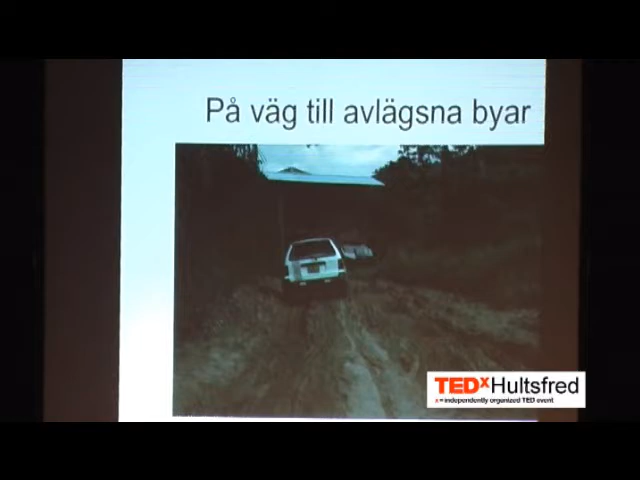 På väg till avlägsna byar
TEDxHultsfred
x = independently organized TED event